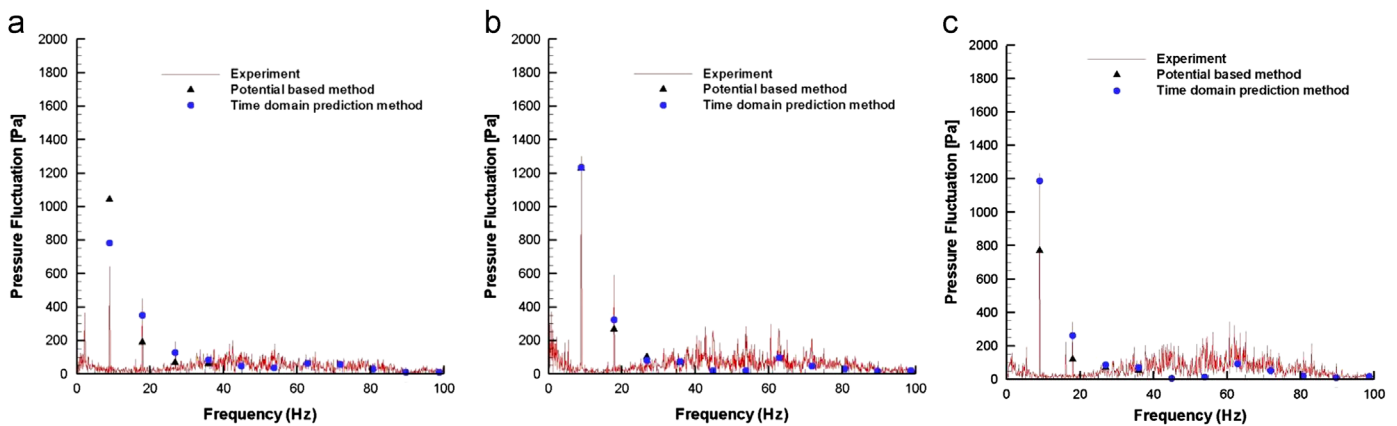 a
2000
1800
1600
1400
1200
1000
800
600
400
200
0
Pressure Fluctuation [Pa]
Experiment
Potential based method
Time domain prediction method
0 20 40 60 80 100
Frequency (Hz)
b
2000
1800
1600
1400
1200
1000
800
600
400
200
0
Pressure Fluctuation [Pa]
Experiment
Potential based method
Time domain prediction method
0 20 40 60 80 100
Frequency (Hz)
c
2000
1800
1600
1400
1200
1000
800
600
400
200
0
Pressure Fluctuation [Pa]
Experiment
Potential based method
Time domain prediction method
0 20 40 60 80 100
Frequency (Hz)